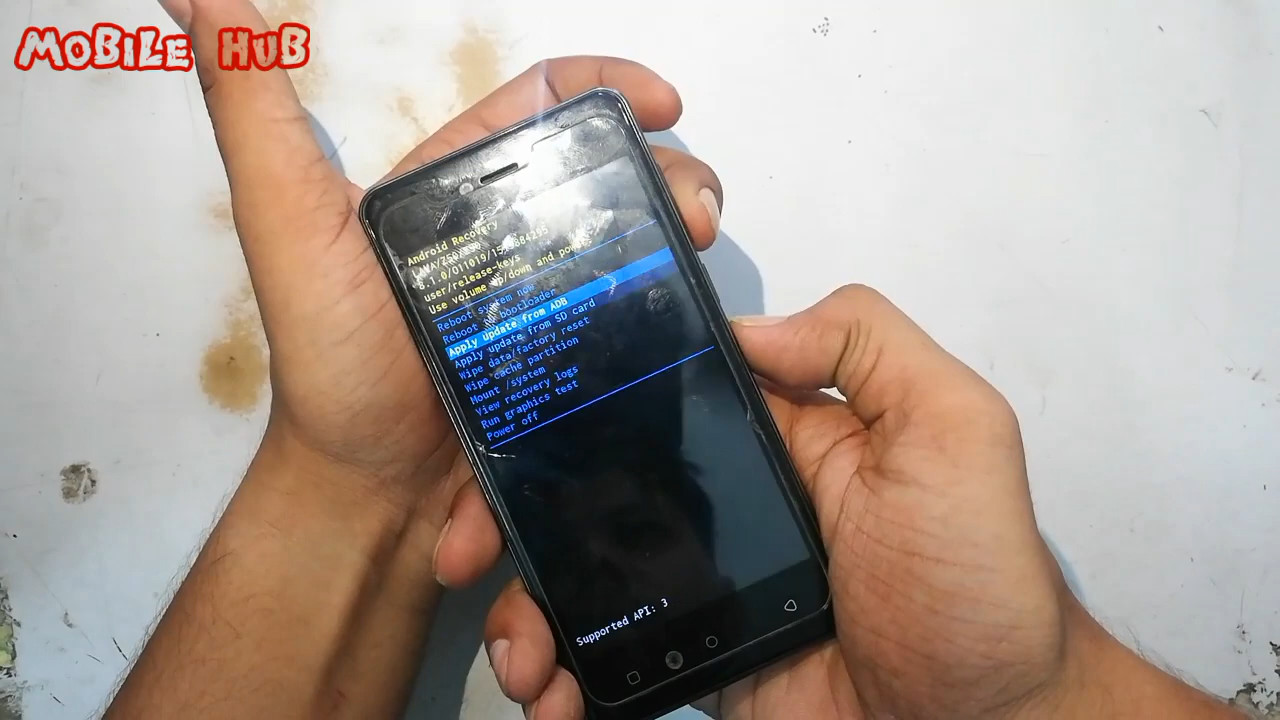 MOBILE HUB
Android Recovery
8.1.0/011019/
user/release-keys
Use volume up/down and power.
Reboot system now
Reboot bootloader
Apply update from ADB
Apply update from SD card
Wipe data/factory reset
Wipe cache partition
Mount /system
View recovery logs
Run graphics test
Power off
Supported API: 3